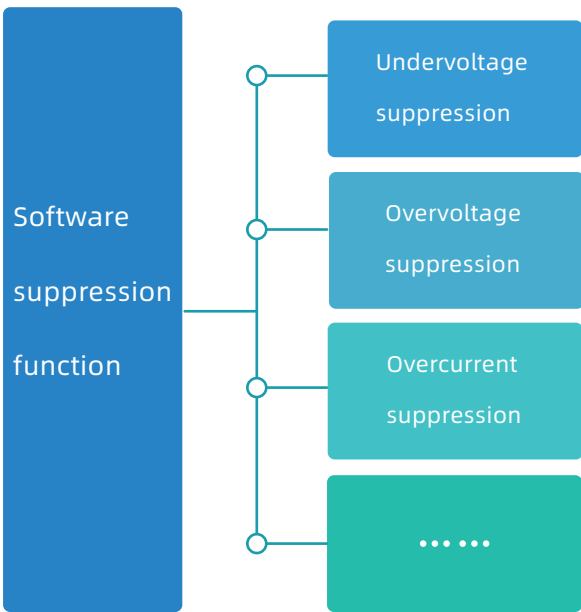 Software
suppression
function
Undervoltage
suppression
Overvoltage
suppression
Overcurrent
suppression
……